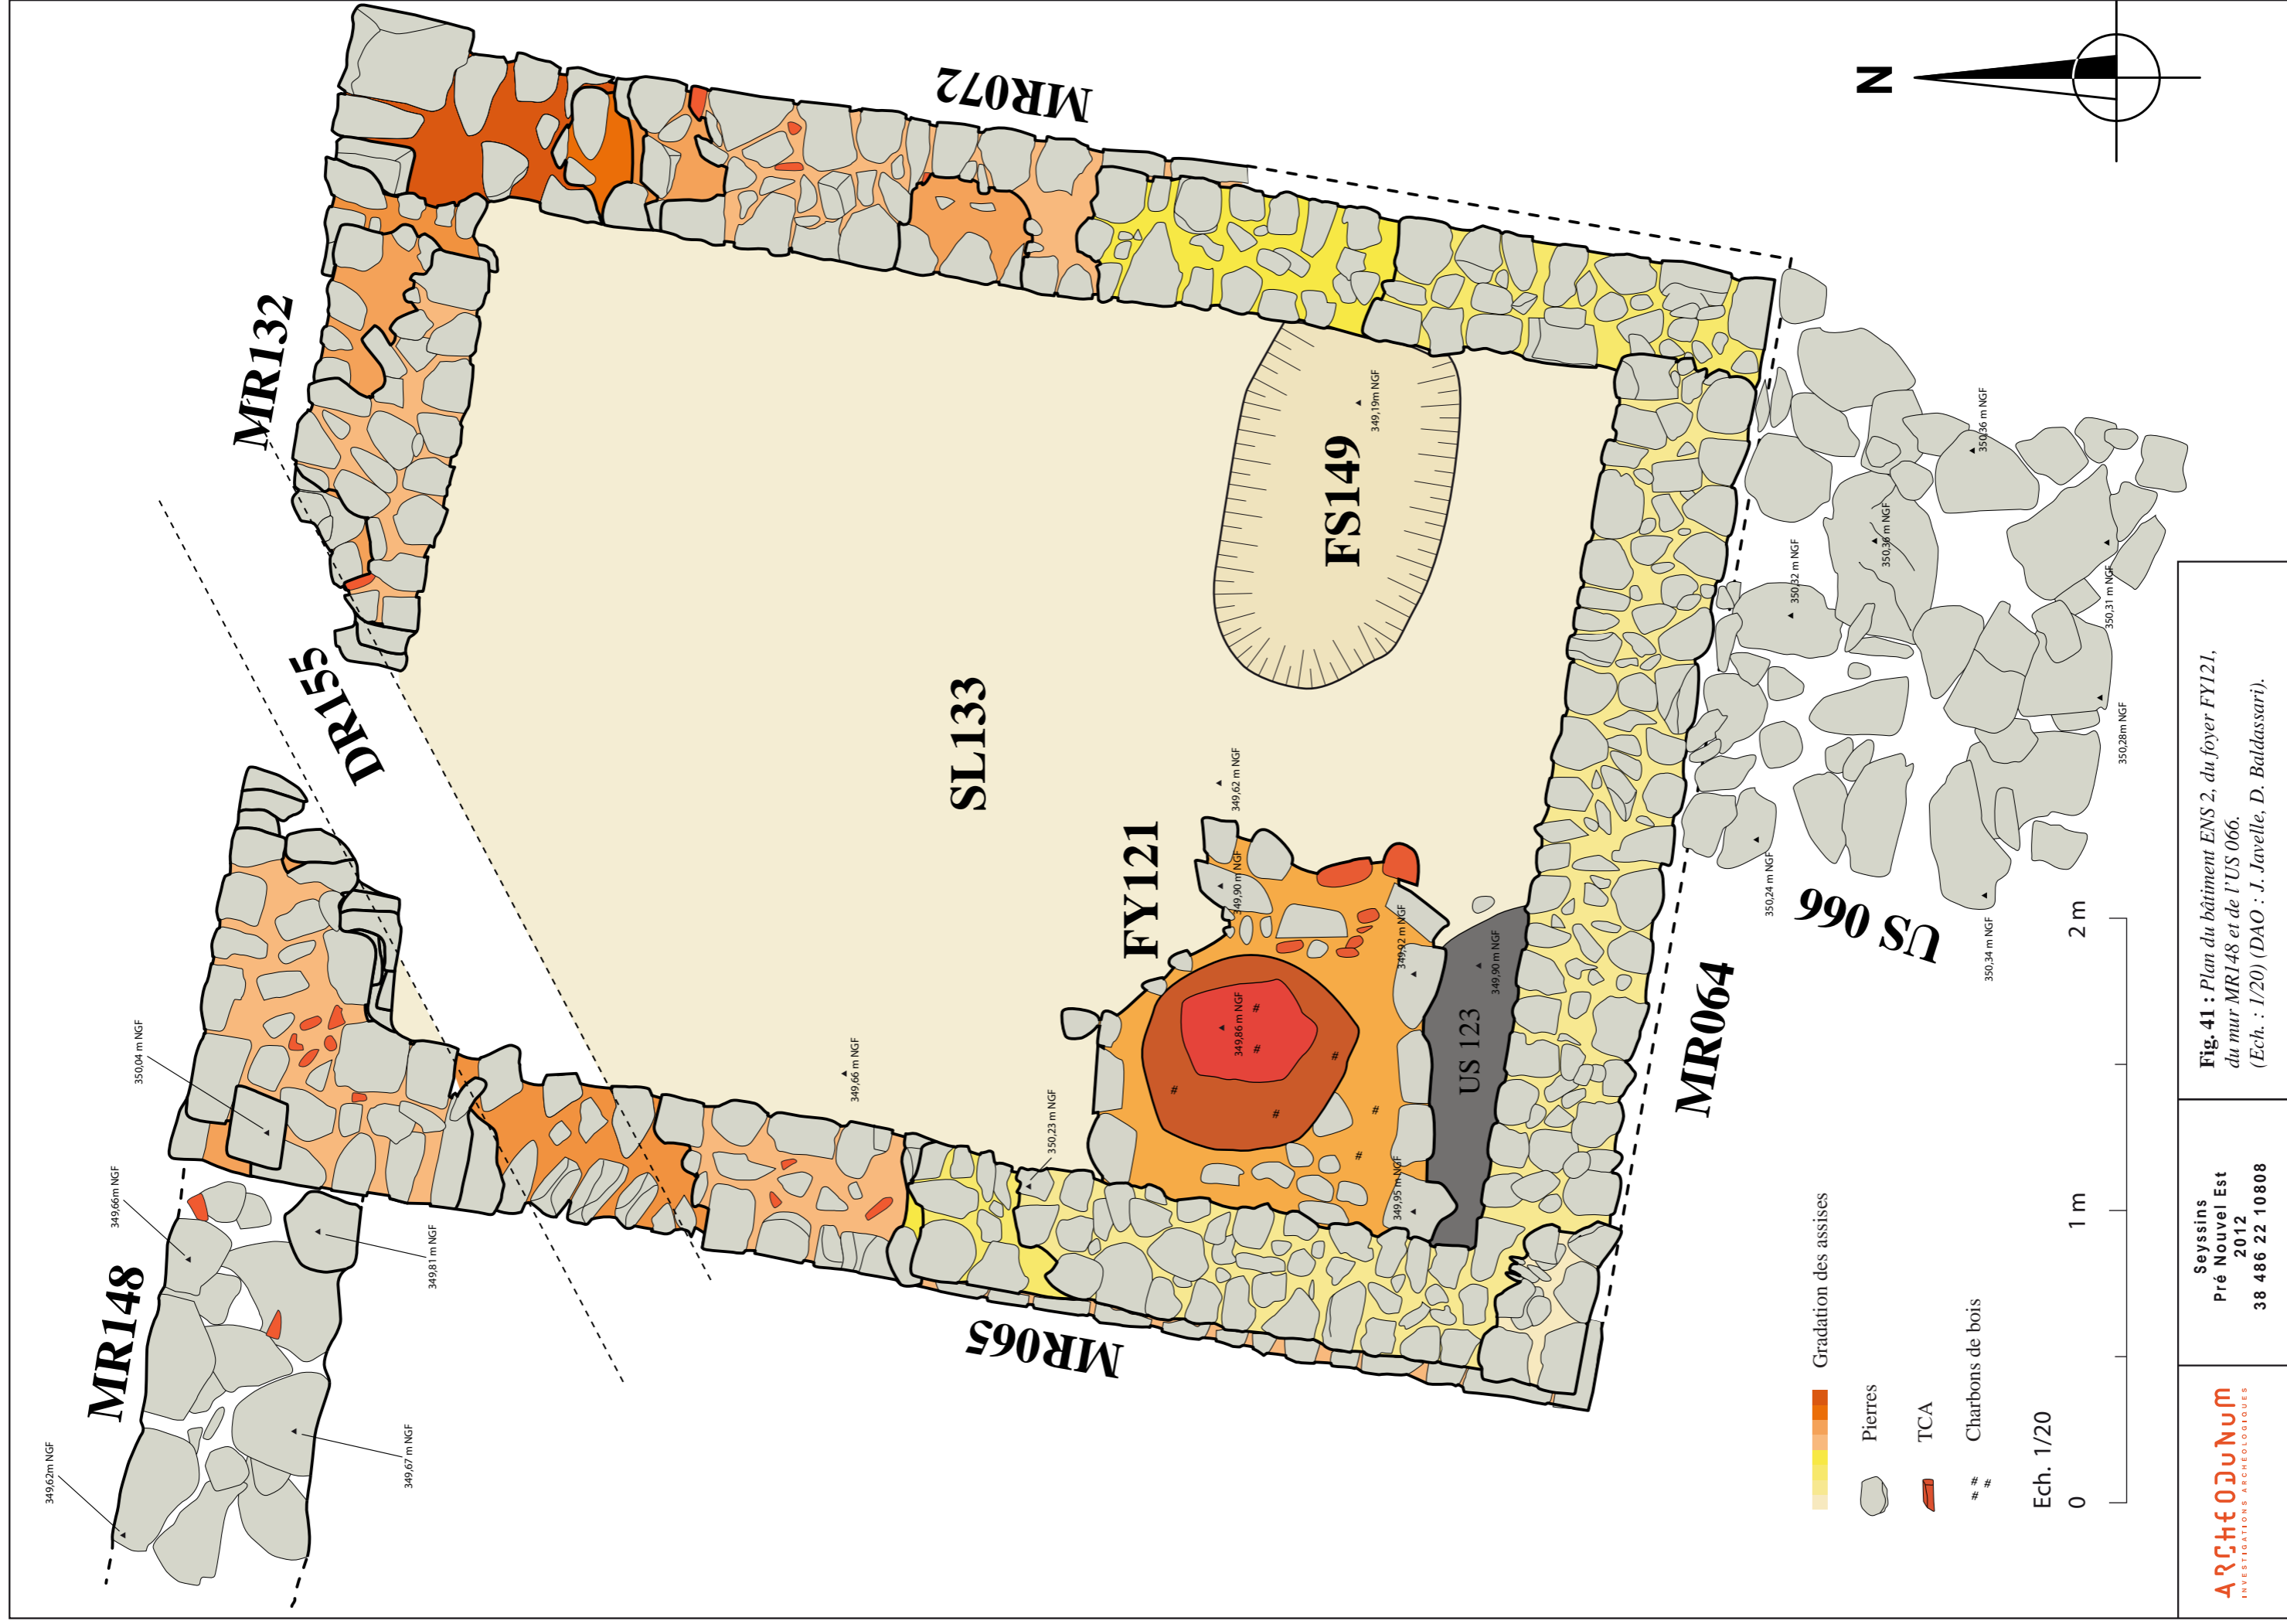 MR148
MR132
DR155
MR072
SL133
FS149
FY121
US 123
MR065
MR064
US 066
N
349,62m NGF
349,66m NGF
350,04 m NGF
349,81 m NGF
349,67 m NGF
349,66 m NGF
350,23 m NGF
349,62 m NGF
349,90 m NGF
349,86 m NGF
349,92 m NGF
349,90 m NGF
349,95 m NGF
349,19m NGF
350,36 m NGF
350,36 m NGF
350,32 m NGF
350,31 m NGF
350,28m NGF
350,24 m NGF
350,34 m NGF
Gradation des assises
Pierres
TCA
Charbons de bois
Ech. 1/20
0 1 m 2 m
ARCHEODUNUM
INVESTIGATIONS ARCHÉOLOGIQUES
Seyssins
Pré Nouvel Est
2012
38 486 22 10808
Fig. 41 : Plan du bâtiment ENS 2, du foyer FY121,
du mur MR148 et de l'US 066.
(Ech. : 1/20) (DAO : J. Javelle, D. Baldassari).